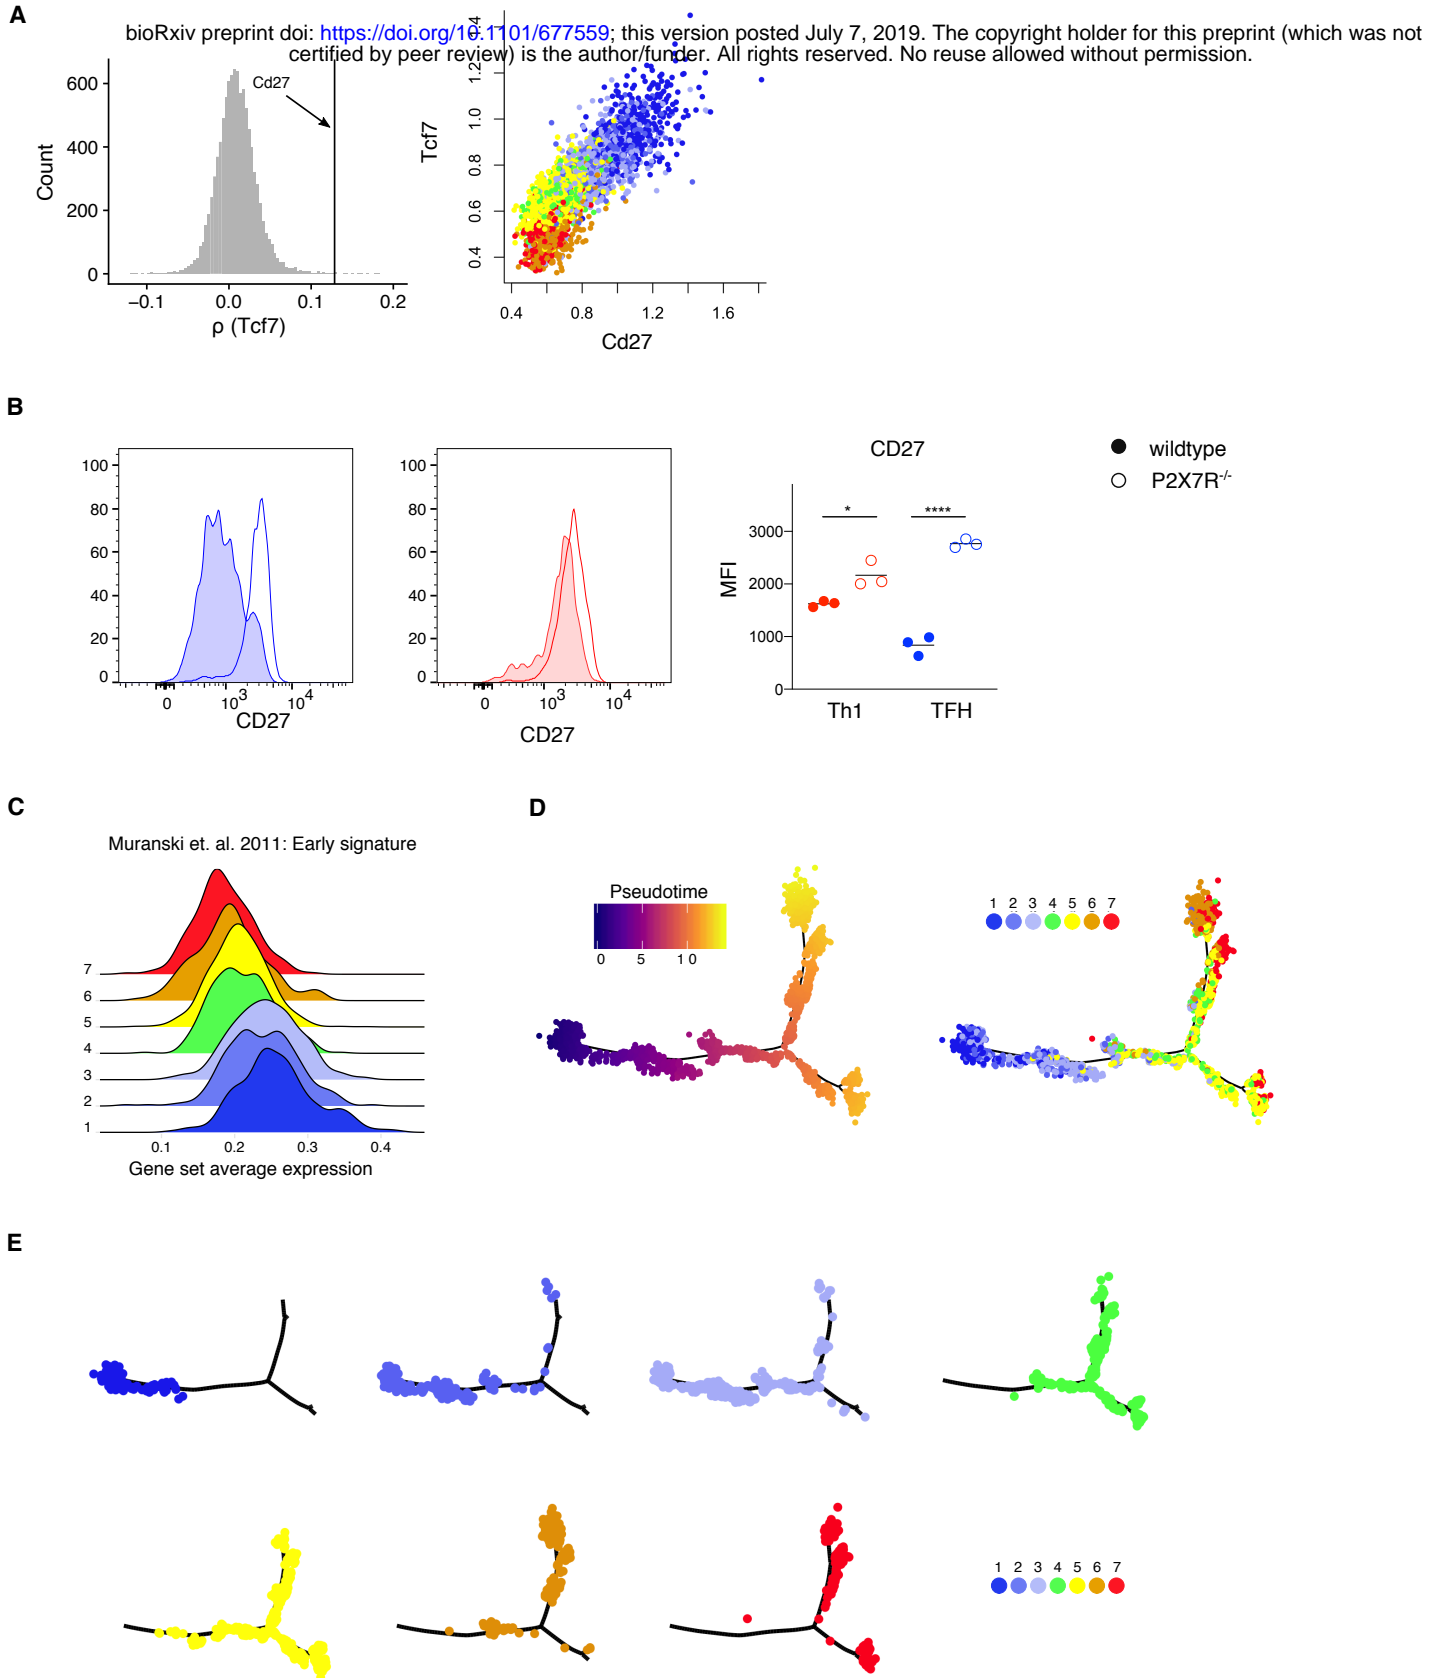 A
bioRxiv preprint doi: https://doi.org/10.1101/677559; this version posted July 7, 2019. The copyright holder for this preprint (which was not
certified by peer review) is the author/funder. All rights reserved. No reuse allowed without permission.
600
400
200
0
Count
Cd27
−0.1
0.0
0.1
0.2
ρ (Tcf7)
1.4
1.2
1.0
0.8
0.6
0.4
Tcf7
0.4
0.8
1.2
1.6
Cd27
B
100
80
60
40
20
0
0
10³
10⁴
CD27
100
80
60
40
20
0
0
10³
10⁴
CD27
CD27
*
****
3000
2000
1000
0
MFI
Th1
TFH
wildtype
P2X7R-/-
C
Muranski et. al. 2011: Early signature
7
6
5
4
3
2
1
0.1
0.2
0.3
0.4
Gene set average expression
D
Pseudotime
0 5 10
1 2 3 4 5 6 7
E
1 2 3 4 5 6 7